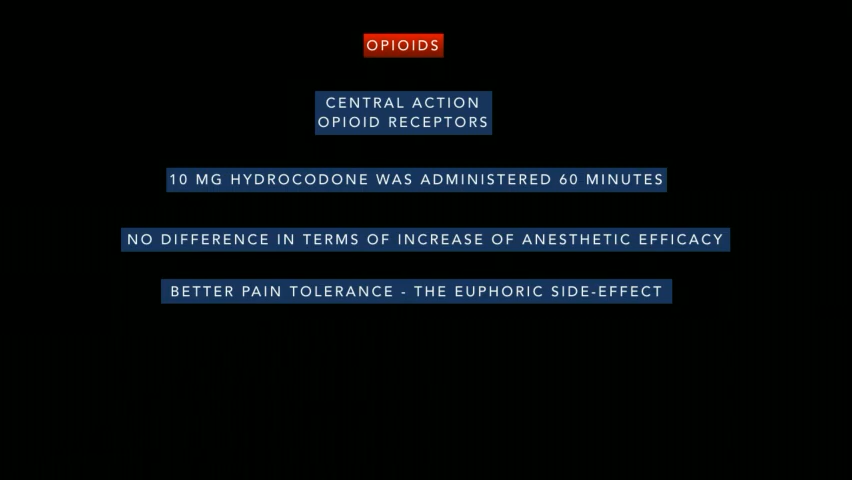 OPIOIDS
CENTRAL ACTION
OPIOID RECEPTORS
10 MG HYDROCODONE WAS ADMINISTERED 60 MINUTES
NO DIFFERENCE IN TERMS OF INCREASE OF ANESTHETIC EFFICACY
BETTER PAIN TOLERANCE - THE EUPHORIC SIDE-EFFECT